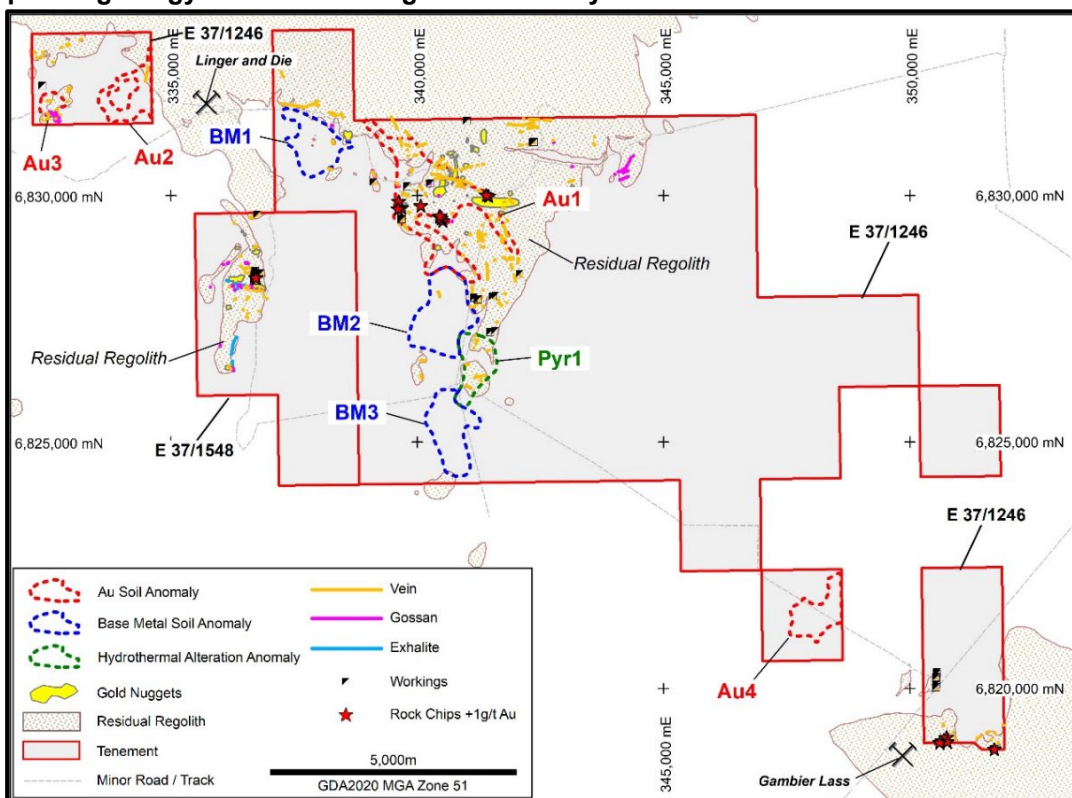 E 37/1246
335,000 mE
340,000 mE
345,000 mE
350,000 mE
Linger and Die
BM1
Au3
Au2
6,830,000 mN
6,830,000 mN
Au1
E 37/1246
Residual Regolith
BM2
Residual Regolith
Pyr1
BM3
6,825,000 mN
6,825,000 mN
E 37/1548
E 37/1246
Au Soil Anomaly
Base Metal Soil Anomaly
Hydrothermal Alteration Anomaly
Gold Nuggets
Residual Regolith
Tenement
Minor Road / Track
Vein
Gossan
Exhalite
Workings
Rock Chips +1g/t Au
5,000m
GDA2020 MGA Zone 51
Au4
6,820,000 mN
345,000 mE
350,000 mE
Gambier Lass